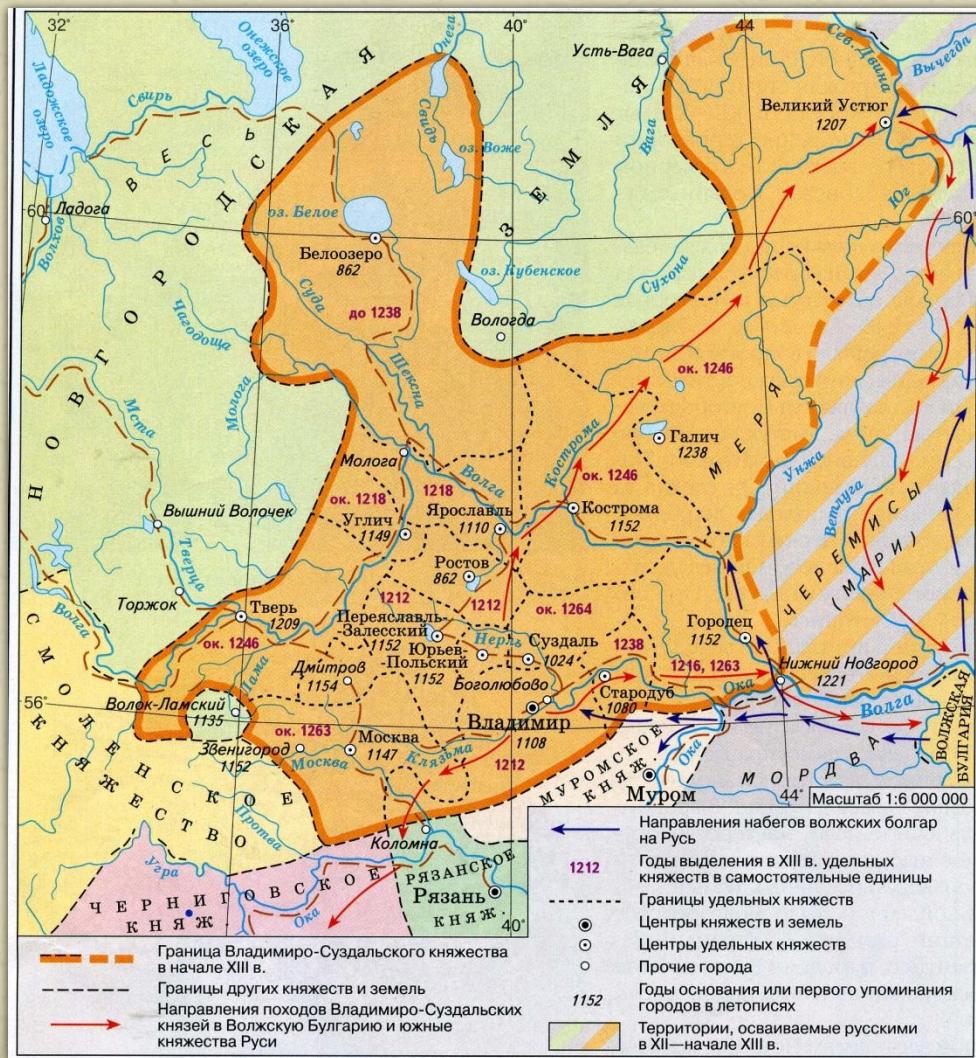 32°
36°
40°
44°
Онежское
озеро
Онега
Усть-Вага
Сев. Двина
Вычегда
Ладожское
озеро
Свирь
Великий Устюг
1207
ВЕСЬ
НОВГОРОДСКАЯ
ЗЕМЛЯ
Свидь
оз. Воже
Вага
Юг
60°
60°
Ладога
Волхов
оз. Белое
Белоозеро
862
оз. Кубенское
Сухона
Суда
до 1238
Вологда
Чагодоща
Шексна
ок. 1246
Молога
Мста
Кострома
Галич
1238
МЕРЯ
Унжа
Ветлуга
Молога
Волга
ок. 1246
ок. 1218
1218
Ярославль
1110
Кострома
1152
Вышний Волочек
Углич
1149
ЧЕРЕМИСЫ
(МАРИ)
Тверца
Ростов
862
Торжок
Тверь
1209
1212
1212
ок. 1264
Волга
Переяславль-
Залесский
1152
Нерль
Суздаль
1024
Городец
1152
ок. 1246
Юрьев-
Польский
1152
1238
1216, 1263
Нижний Новгород
1221
Лама
Дмитров
1154
Боголюбово
Стародуб
1080
Ока
Волга
56°
Волок-Ламский
1135
Владимир
1108
ВОЛЖСКАЯ
БУЛГАРИЯ
СМОЛЕНСКОЕ
КНЯЖЕСТВО
Звенигород
1152
ок. 1263
Москва
1147
Клязьма
Москва
1212
МУРОМСКОЕ
КНЯЖ.
Ока
МОРДВА
Муром
44°
Протва
Коломна
Угра
ЧЕРНИГОВСКОЕ
КНЯЖ.
Ока
РЯЗАНСКОЕ
Рязань
КНЯЖ.
40°
Масштаб 1:6 000 000
Направления набегов волжских болгар
на Русь
1212
Годы выделения в XIII в. удельных
княжеств в самостоятельные единицы
Границы удельных княжеств
Центры княжеств и земель
Центры удельных княжеств
Прочие города
1152
Годы основания или первого упоминания
городов в летописях
Территории, осваиваемые русскими
в XII—начале XIII в.
Граница Владимиро-Суздальского княжества
в начале XIII в.
Границы других княжеств и земель
Направления походов Владимиро-Суздальских
князей в Волжскую Булгарию и южные
княжества Руси